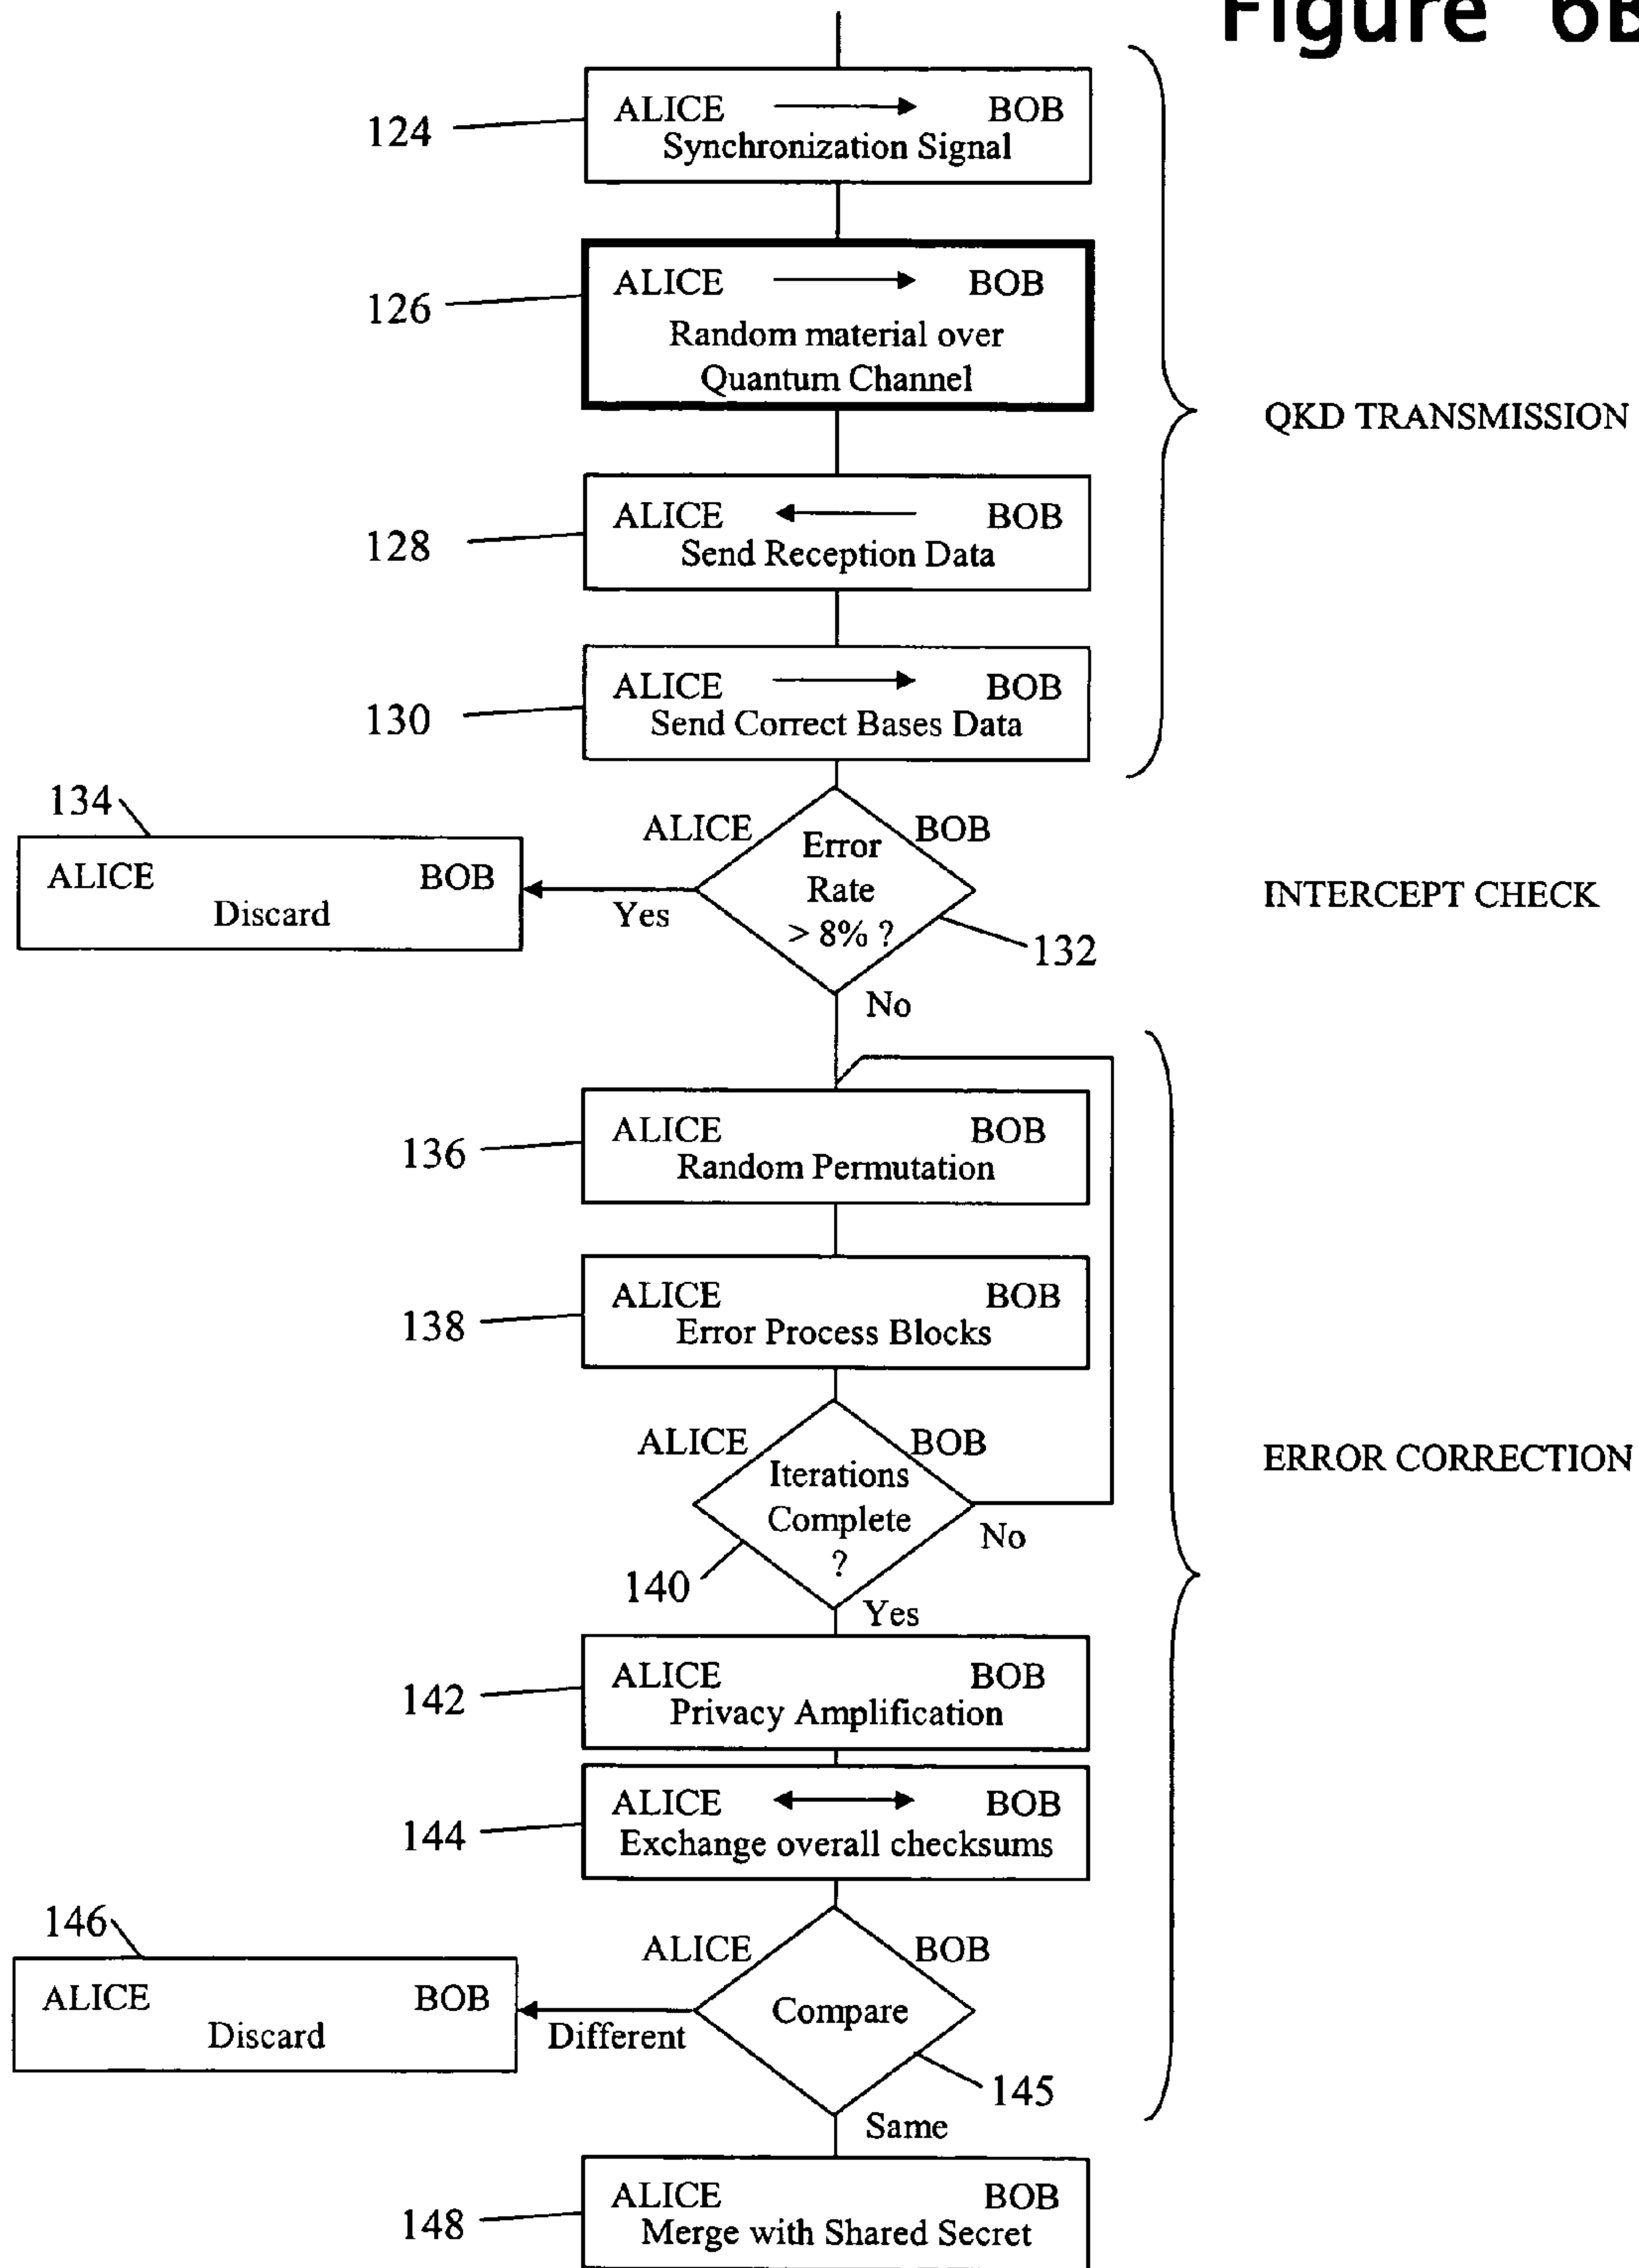 Figure 6B
124
ALICE BOB
Synchronization Signal
126
ALICE BOB
Random material over
Quantum Channel
QKD TRANSMISSION
128
ALICE BOB
Send Reception Data
130
ALICE BOB
Send Correct Bases Data
134
ALICE BOB
Discard
Yes
ALICE BOB
Error
Rate
> 8% ?
132
INTERCEPT CHECK
No
136
ALICE BOB
Random Permutation
138
ALICE BOB
Error Process Blocks
ALICE BOB
Iterations
Complete
?
No
140
ERROR CORRECTION
Yes
142
ALICE BOB
Privacy Amplification
144
ALICE BOB
Exchange overall checksums
146
ALICE BOB
Discard
Different
ALICE BOB
Compare
145
Same
148
ALICE BOB
Merge with Shared Secret